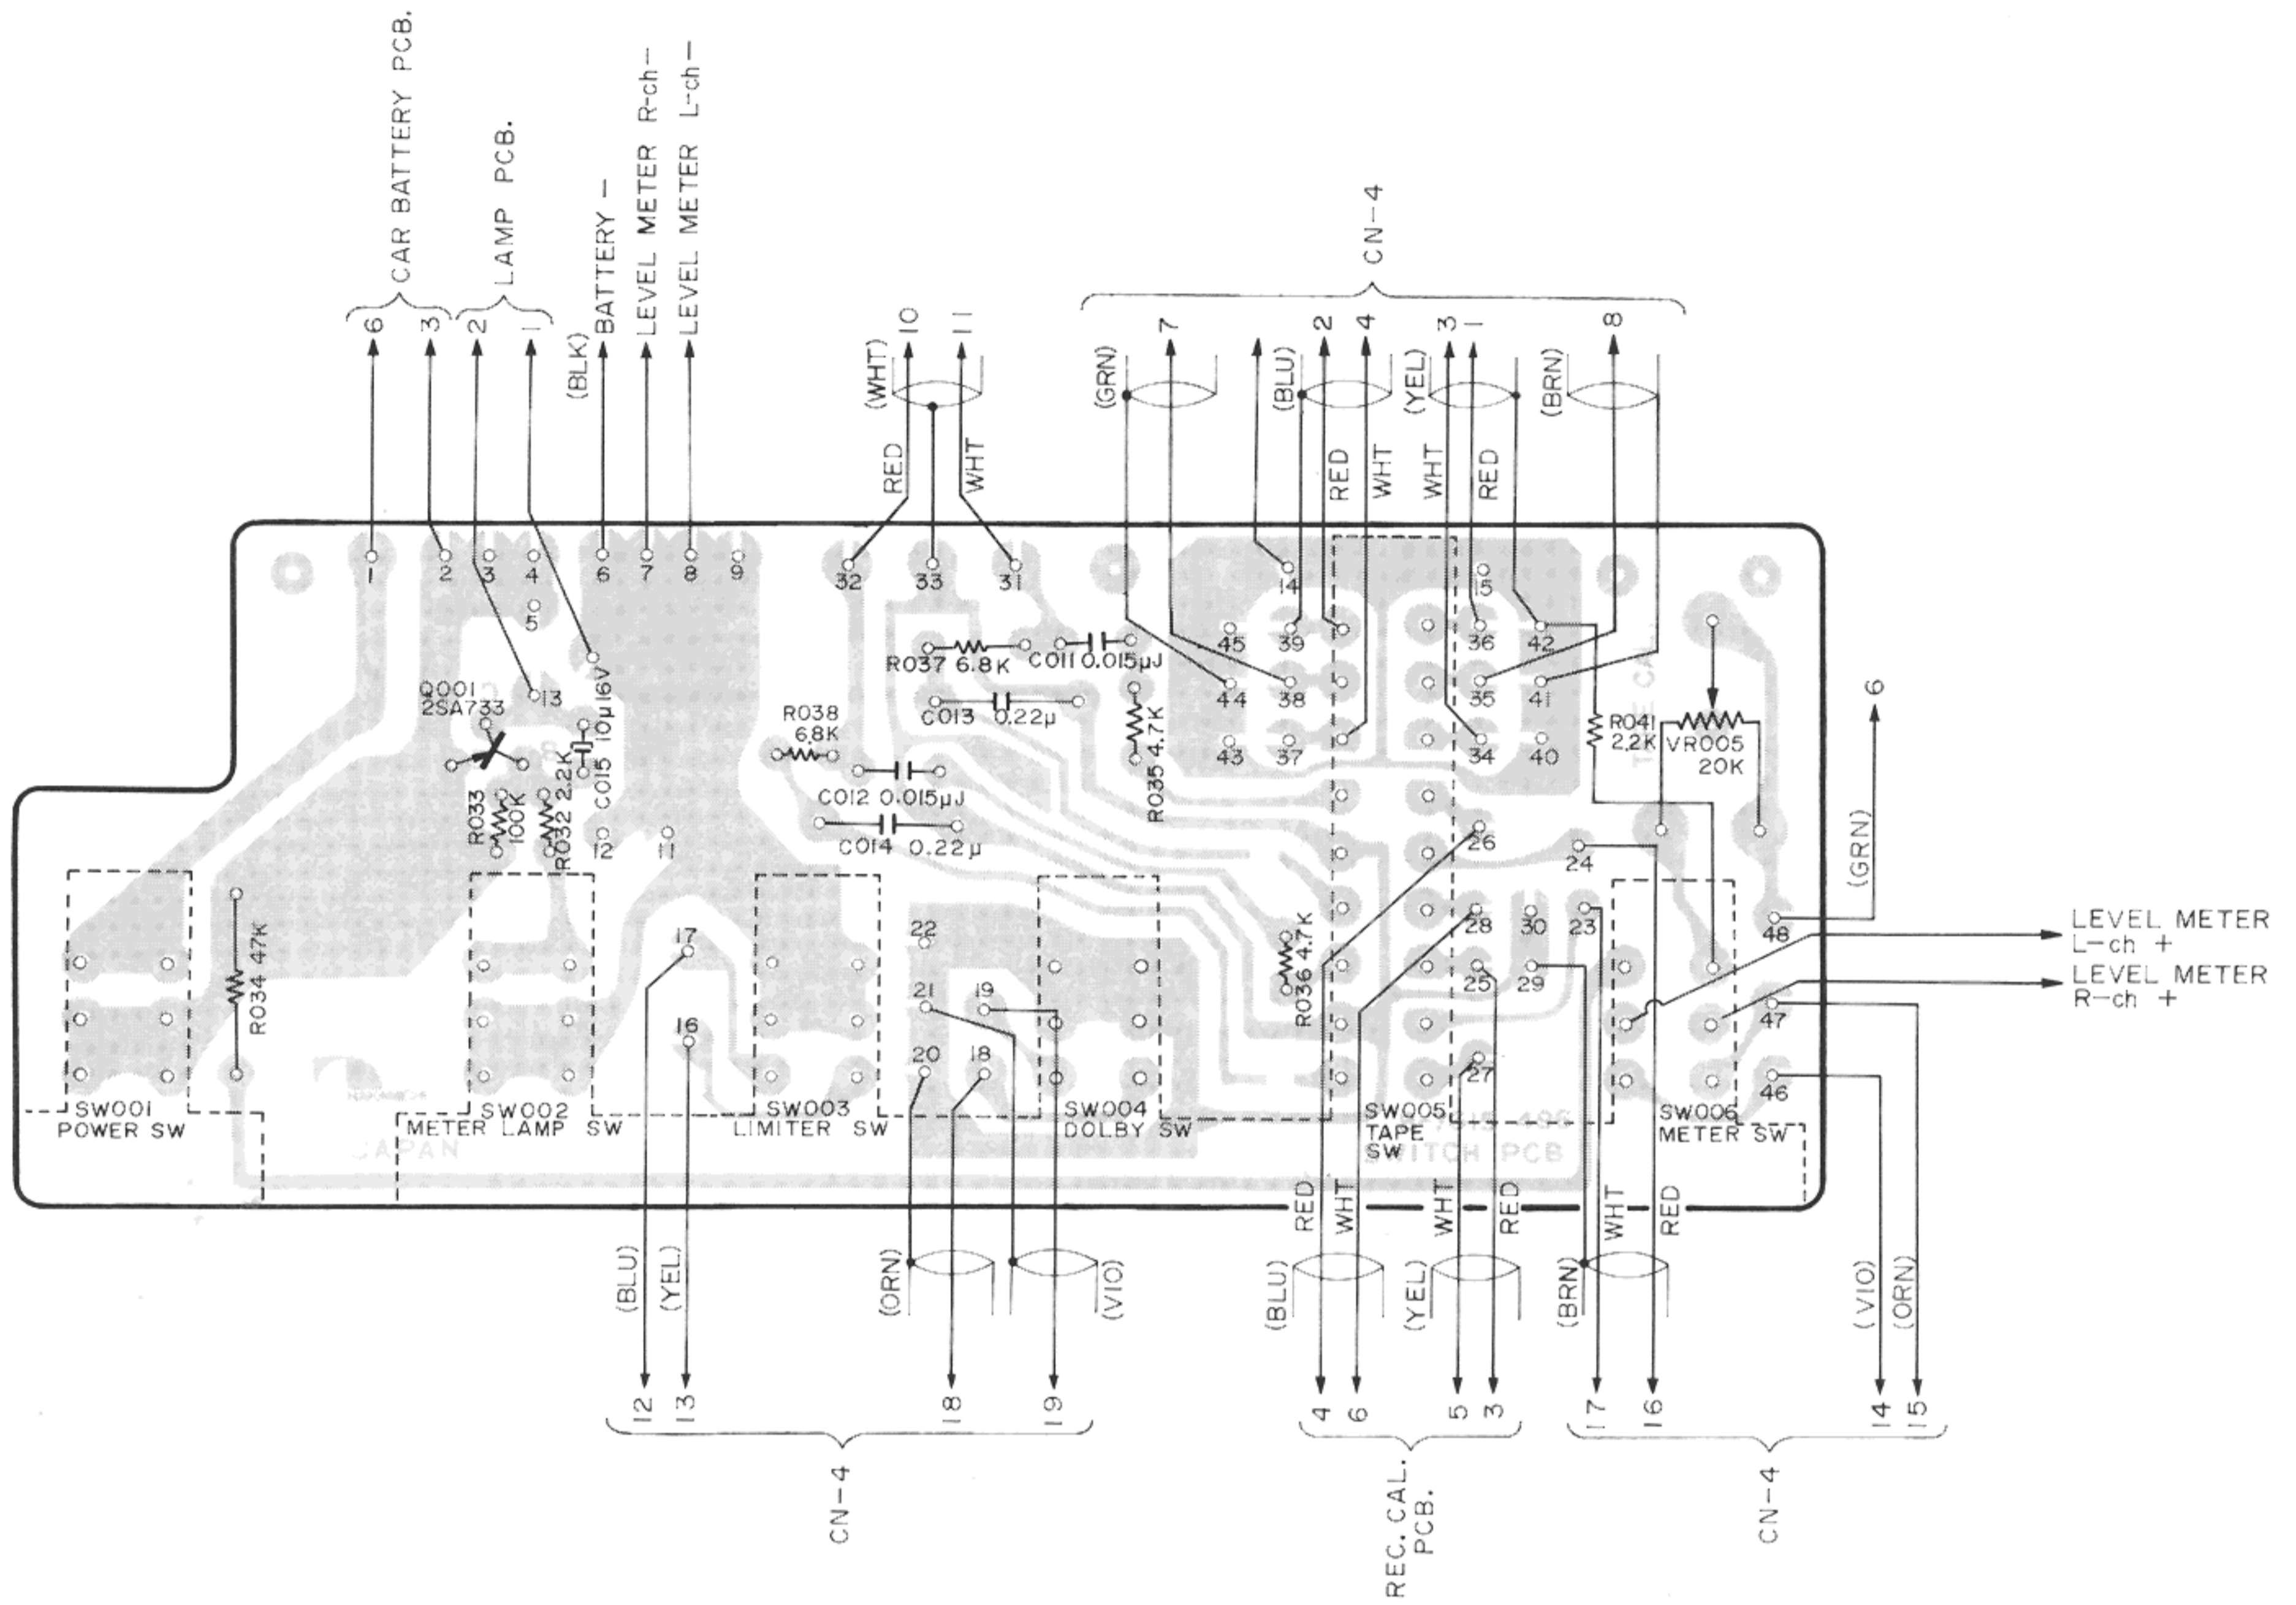 CAR BATTERY PCB.
LAMP PCB.
BATTERY −
LEVEL METER R-ch−
LEVEL METER L-ch−
CN-4
6
3
2
1
(BLK)
(WHT)
10
11
(GRN)
7
(BLU)
2
4
(YEL)
3
1
(BRN)
8
RED
WHT
RED
WHT
WHT
RED
1
2
3
4
5
6
7
8
9
32
33
31
14
15
45
39
36
42
44
38
35
41
43
37
34
40
R037 6.8K
C011 0.015μJ
C013 0.22μ
R035 4.7K
R038
6.8K
C012 0.015μJ
C014 0.22μ
Q001
2SA733
13
C015 10μ16V
R033
100K
R032 2.2K
12
11
R041
2.2K
VR005
20K
6
(GRN)
26
24
28
30
23
25
29
27
48
47
46
LEVEL METER
L-ch +
LEVEL METER
R-ch +
R034 47K
R036 4.7K
17
16
22
21
19
20
18
SW001
POWER SW
SW002
METER LAMP SW
SW003
LIMITER SW
SW004
DOLBY SW
SW005
TAPE
SW
SW006
METER SW
JAPAN
SWITCH PCB
RED
WHT
WHT
RED
WHT
RED
(BLU)
(YEL)
(ORN)
(VIO)
(BLU)
(YEL)
(BRN)
(VIO)
(ORN)
12
13
18
19
4
6
5
3
17
16
14
15
CN-4
REC. CAL.
PCB.
CN-4